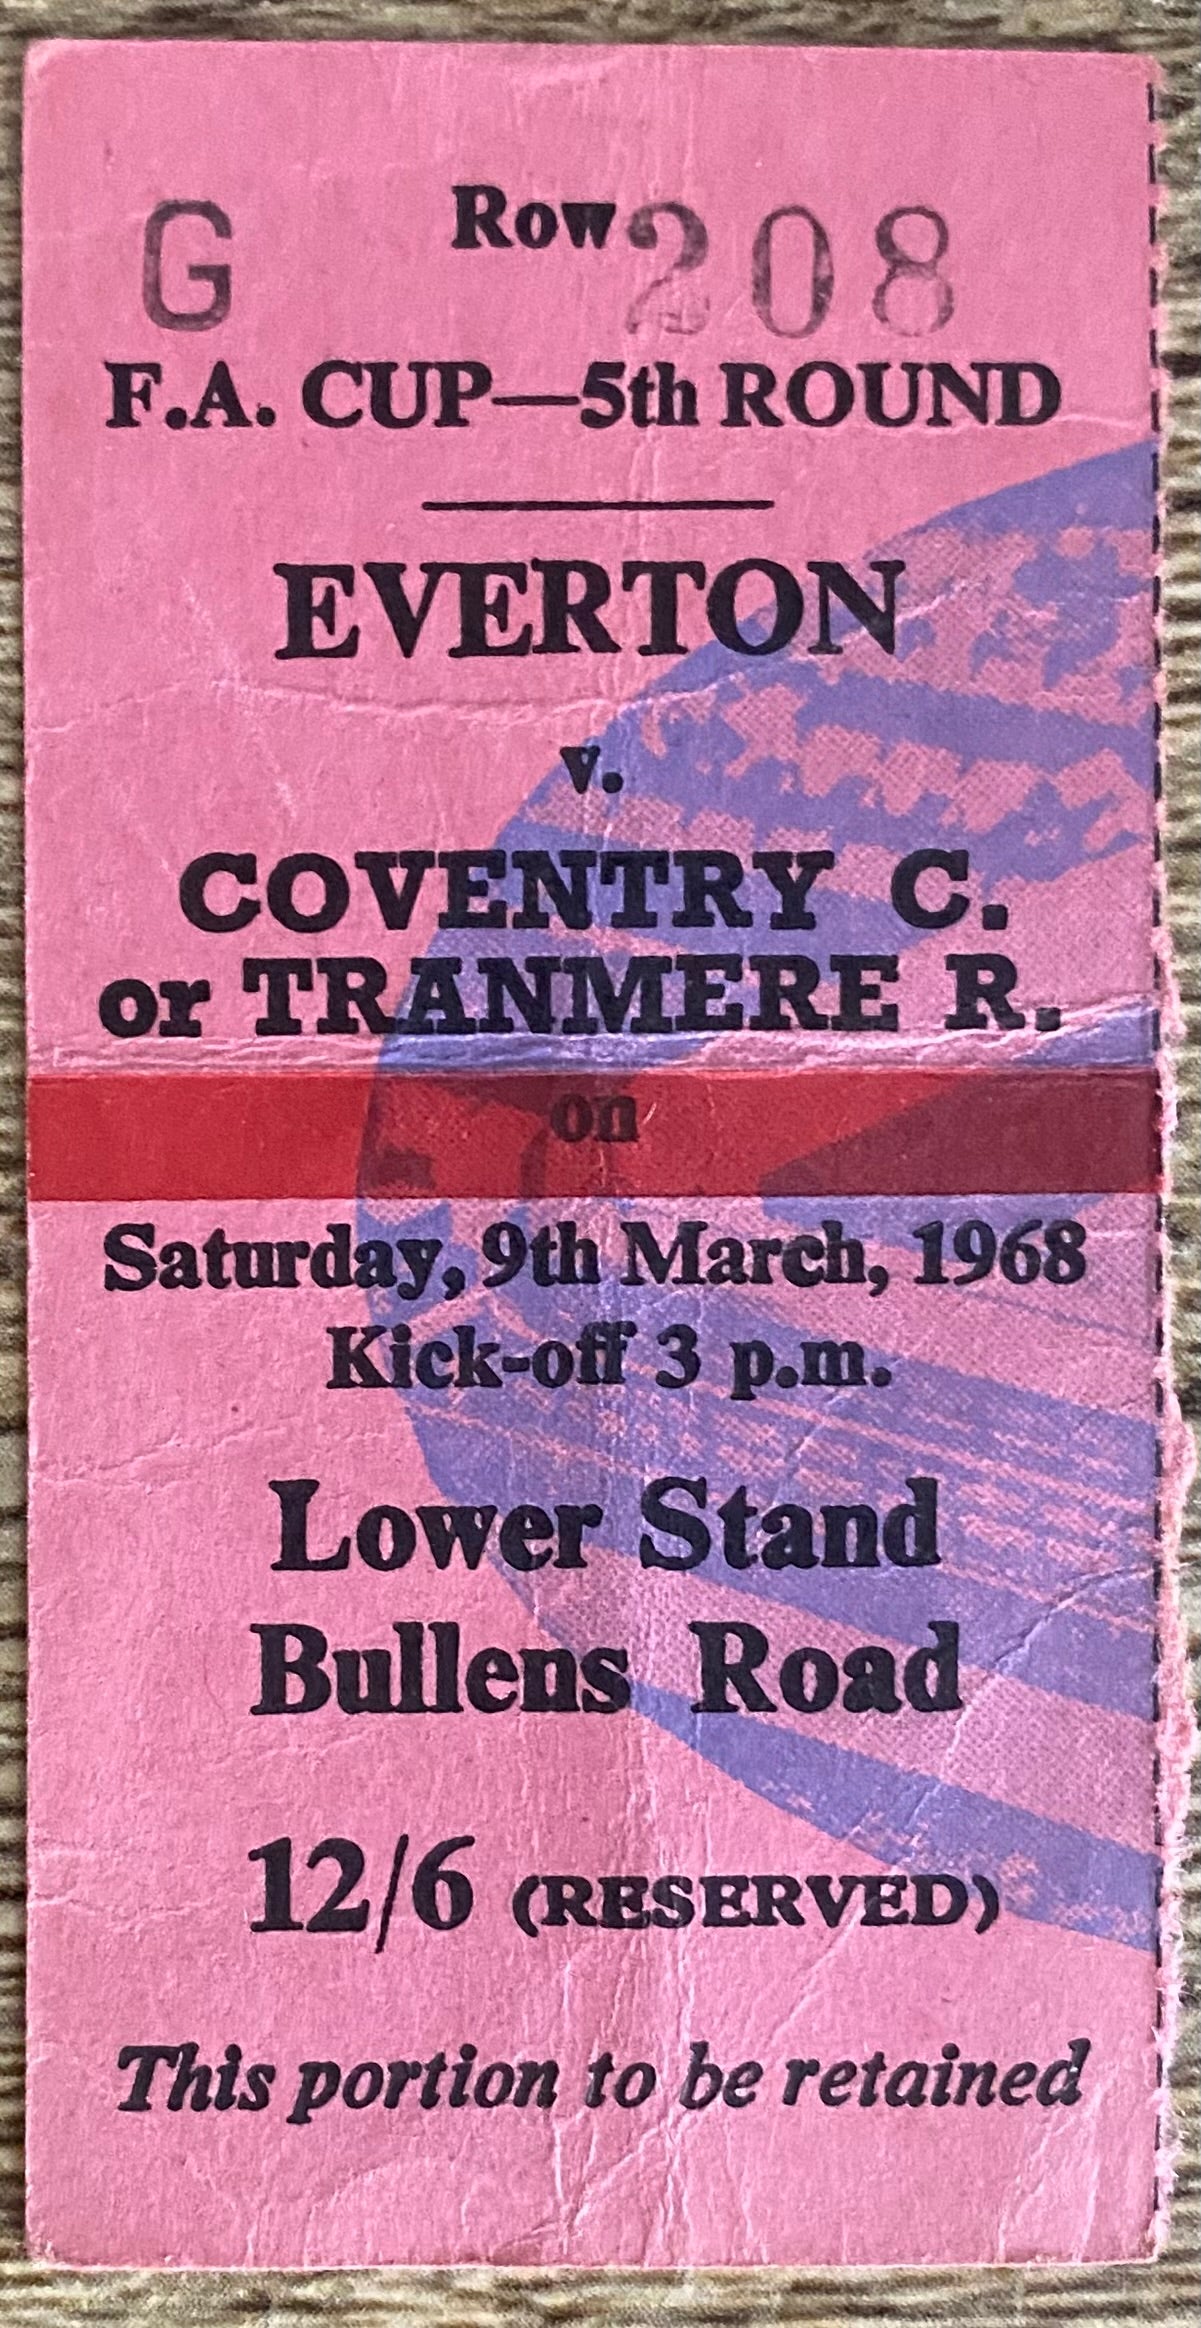 G Row 208
F.A. CUP—5th ROUND
EVERTON
v.
COVENTRY C.
or TRANMERE R.
on
Saturday, 9th March, 1968
Kick-off 3 p.m.
Lower Stand
Bullens Road
12/6 (RESERVED)
This portion to be retained